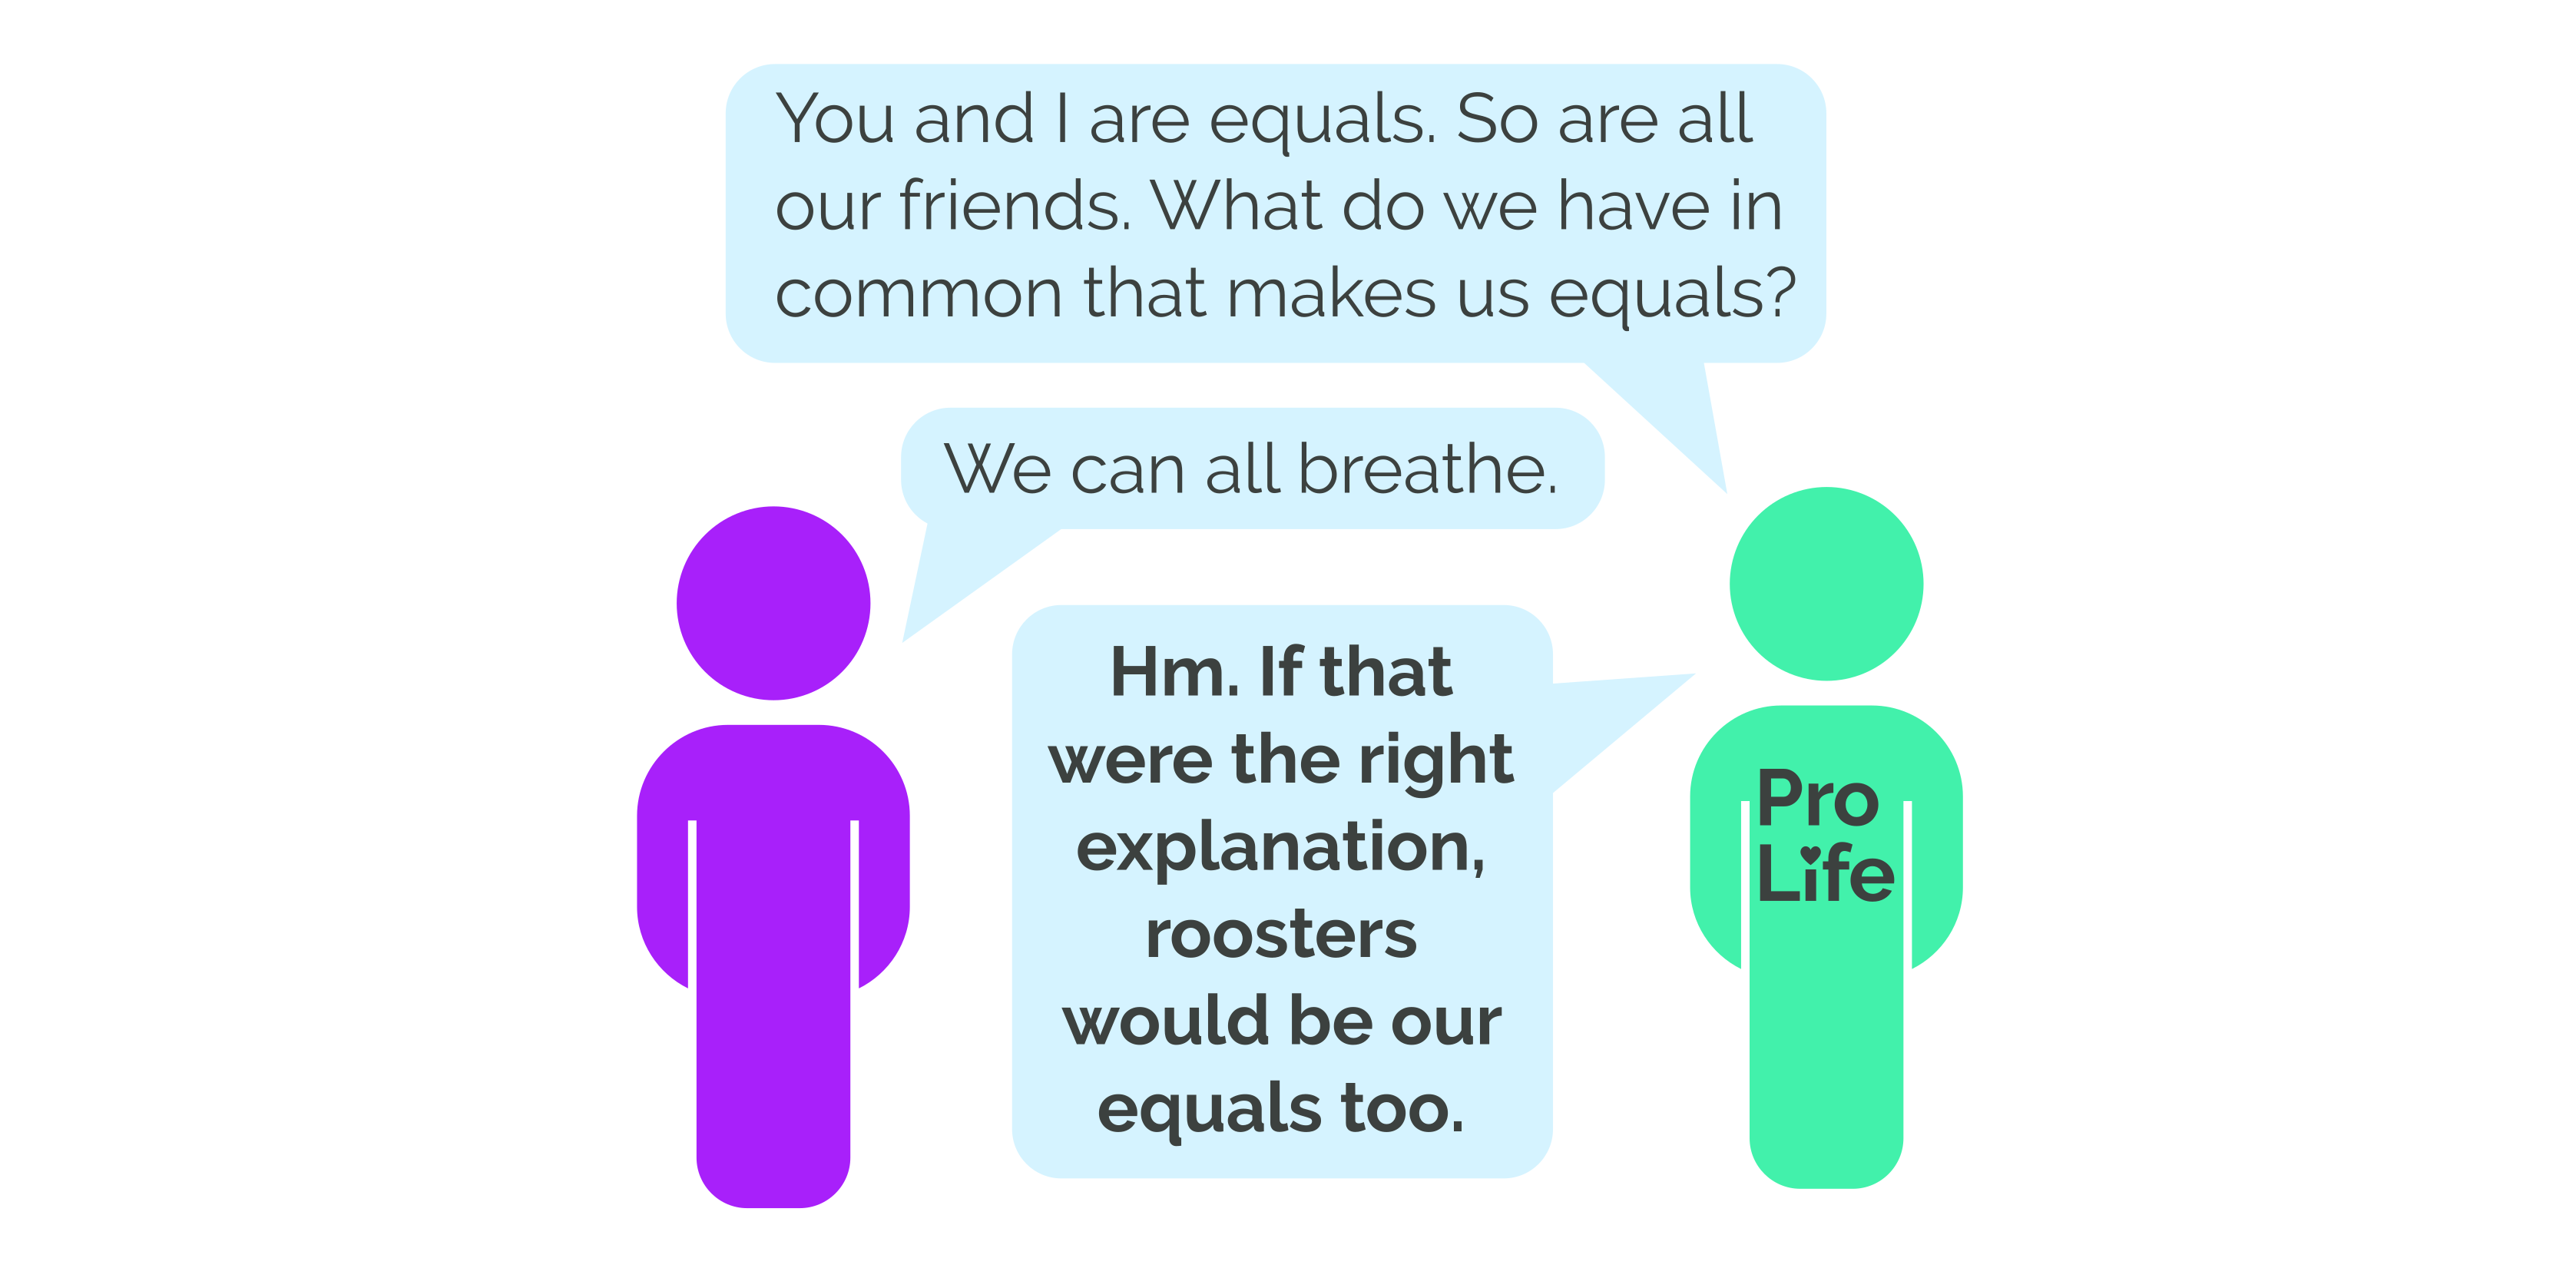 You and I are equals. So are all
our friends. What do we have in
common that makes us equals?
We can all breathe.
Hm. If that
were the right
explanation,
roosters
would be our
equals too.
Pro
Life